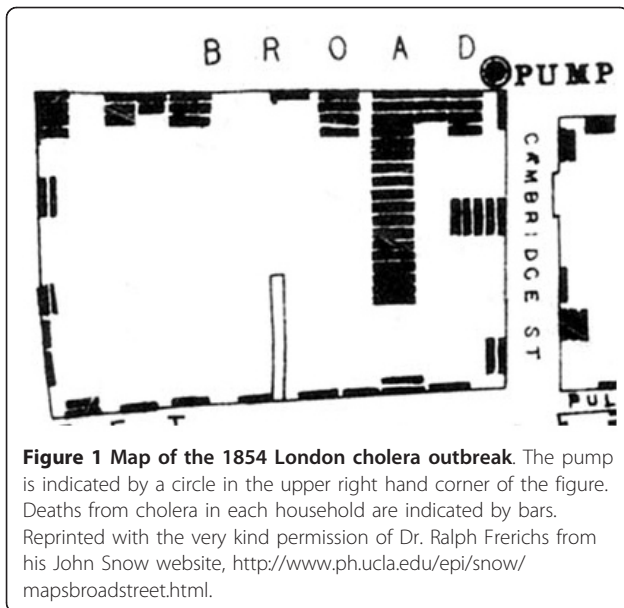 BROAD
PUMP
CAMBRIDGE ST
PUL
ET
Figure 1 Map of the 1854 London cholera outbreak. The pump
is indicated by a circle in the upper right hand corner of the figure.
Deaths from cholera in each household are indicated by bars.
Reprinted with the very kind permission of Dr. Ralph Frerichs from
his John Snow website, http://www.ph.ucla.edu/epi/snow/
mapsbroadstreet.html.